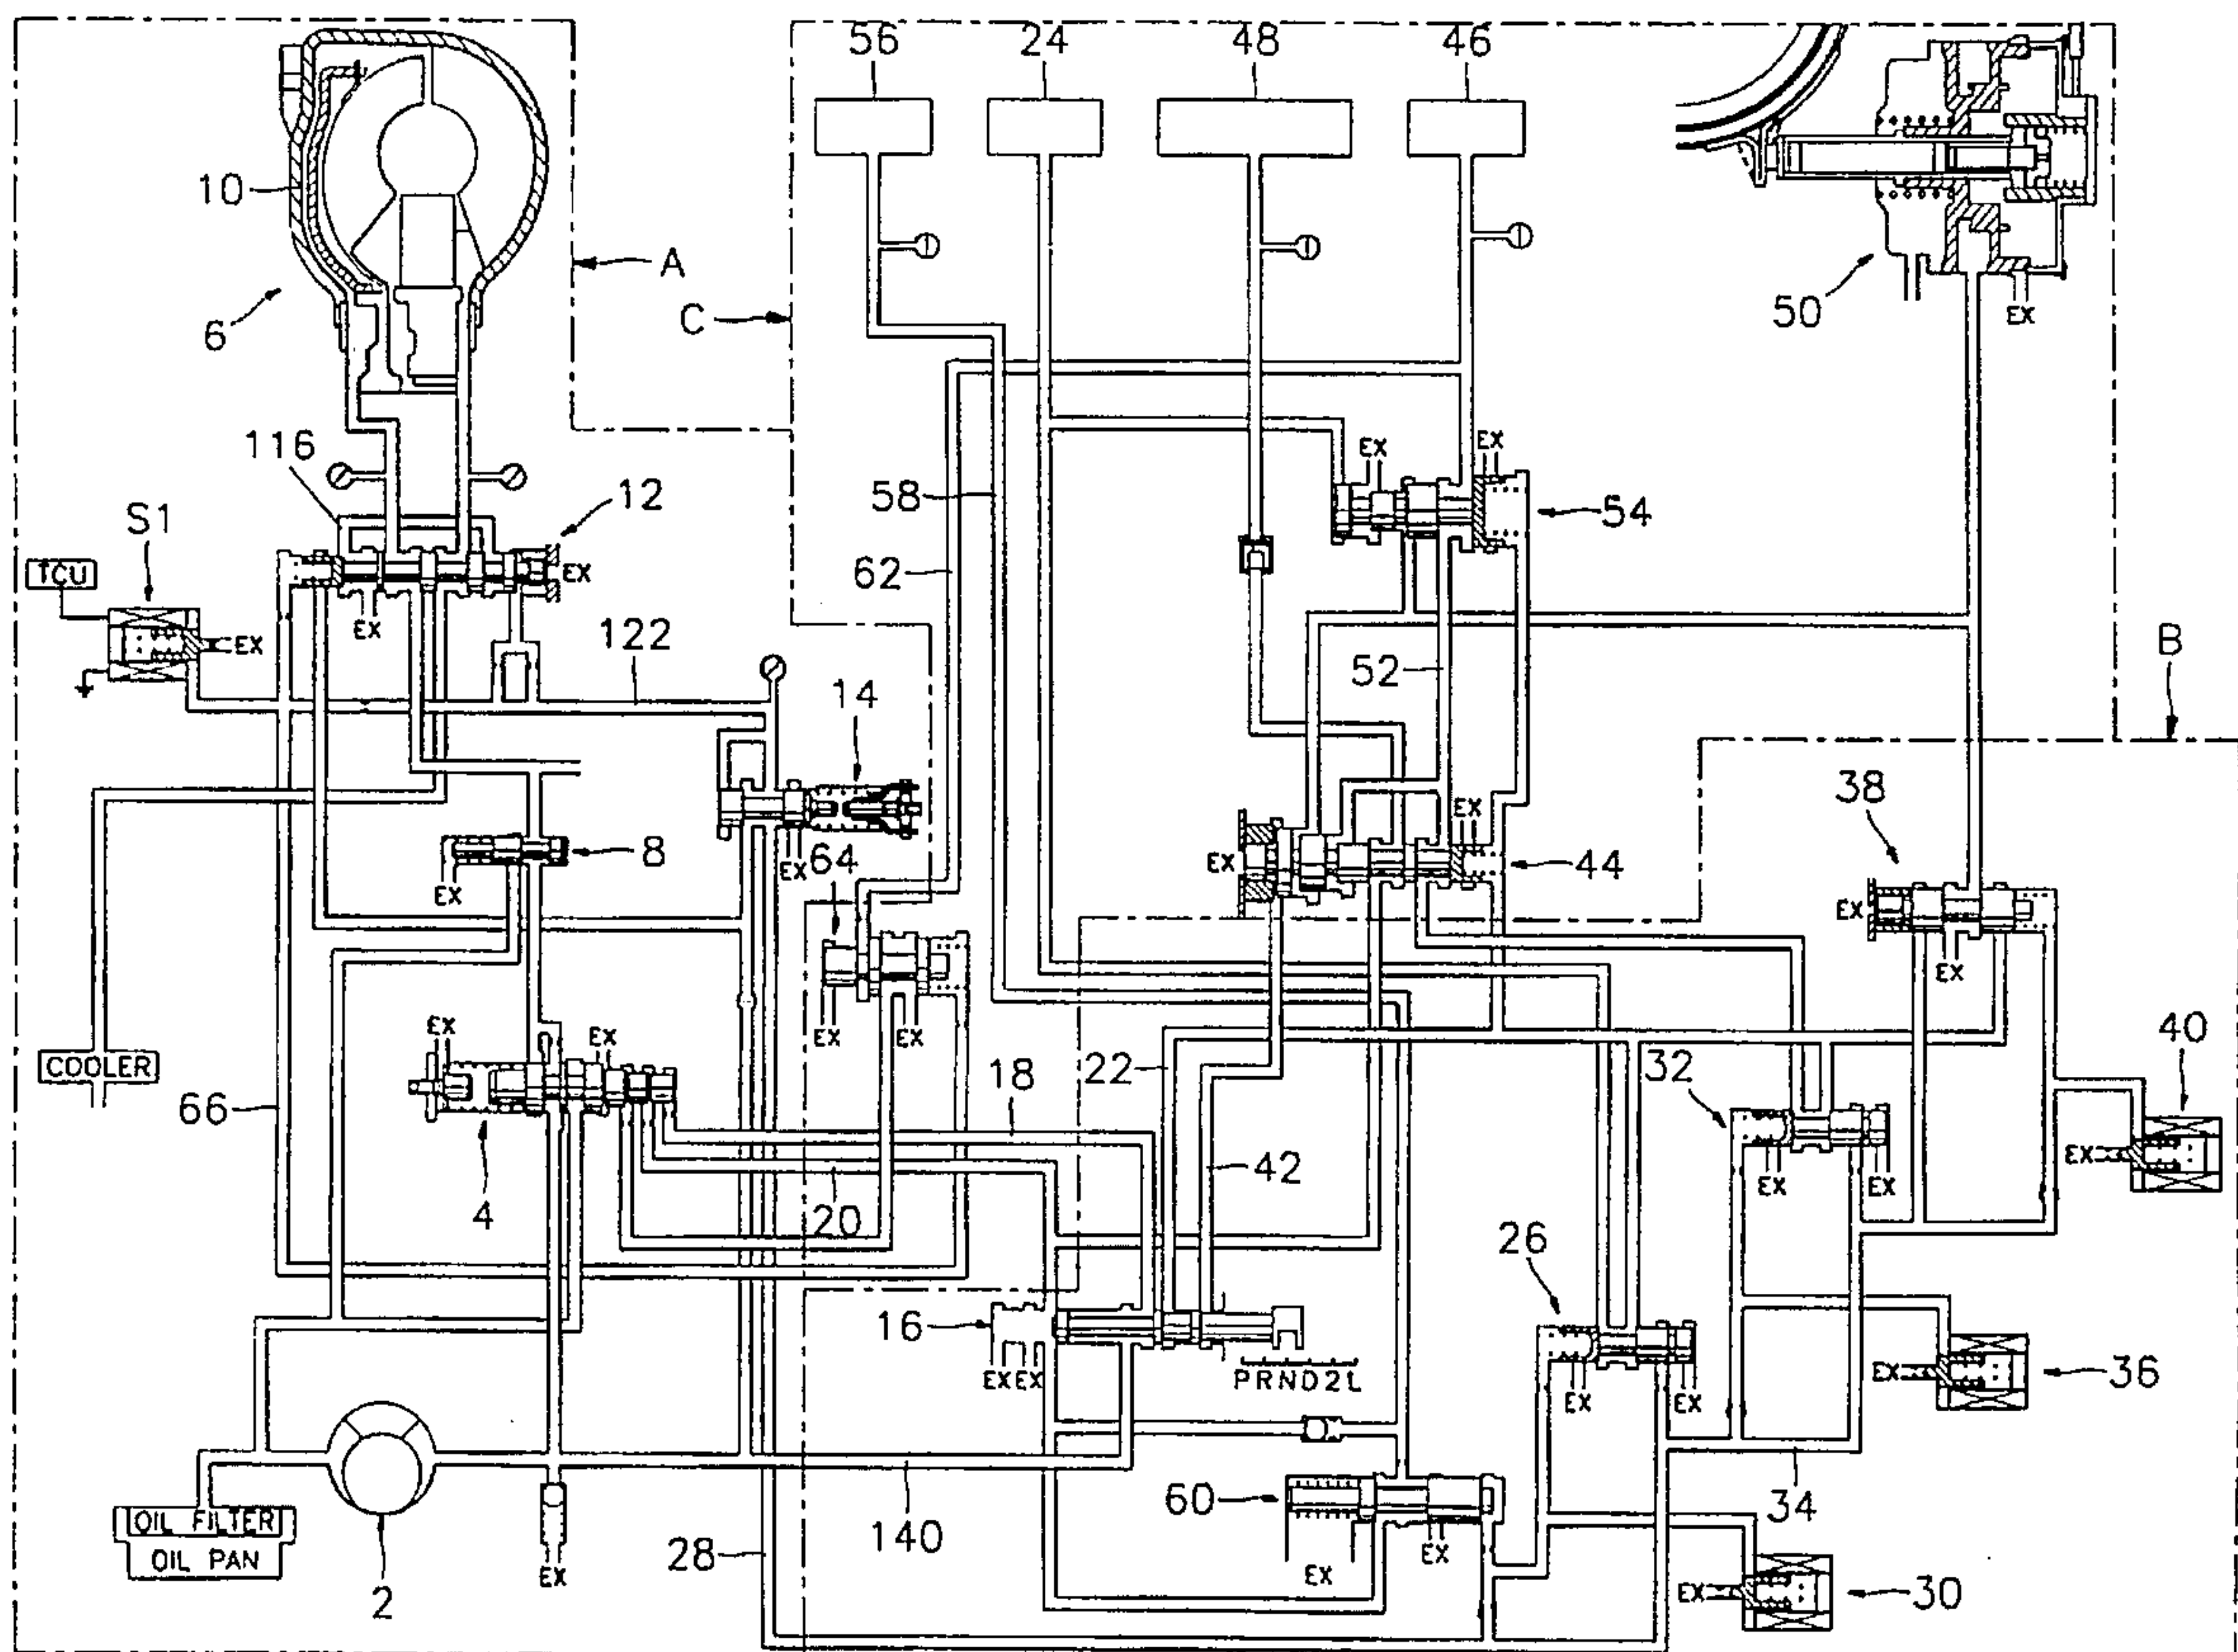 56 24 48 46
10
A
C
6
50
EX
116
12
S1
EX
58
54
TCU
EX
62
EX
EX
122
52
B
14
38
8
64
EX
EX
EX
EX
44
EX
EX
EX
EX
EX
COOLER
22
32
40
66
18
EX
42
EX
EX
4
20
26
16
EX EX
PRND2L
EX
EX
EX
36
60
34
OIL FILTER
OIL PAN
EX
28
140
EX
EX
EX
30
2